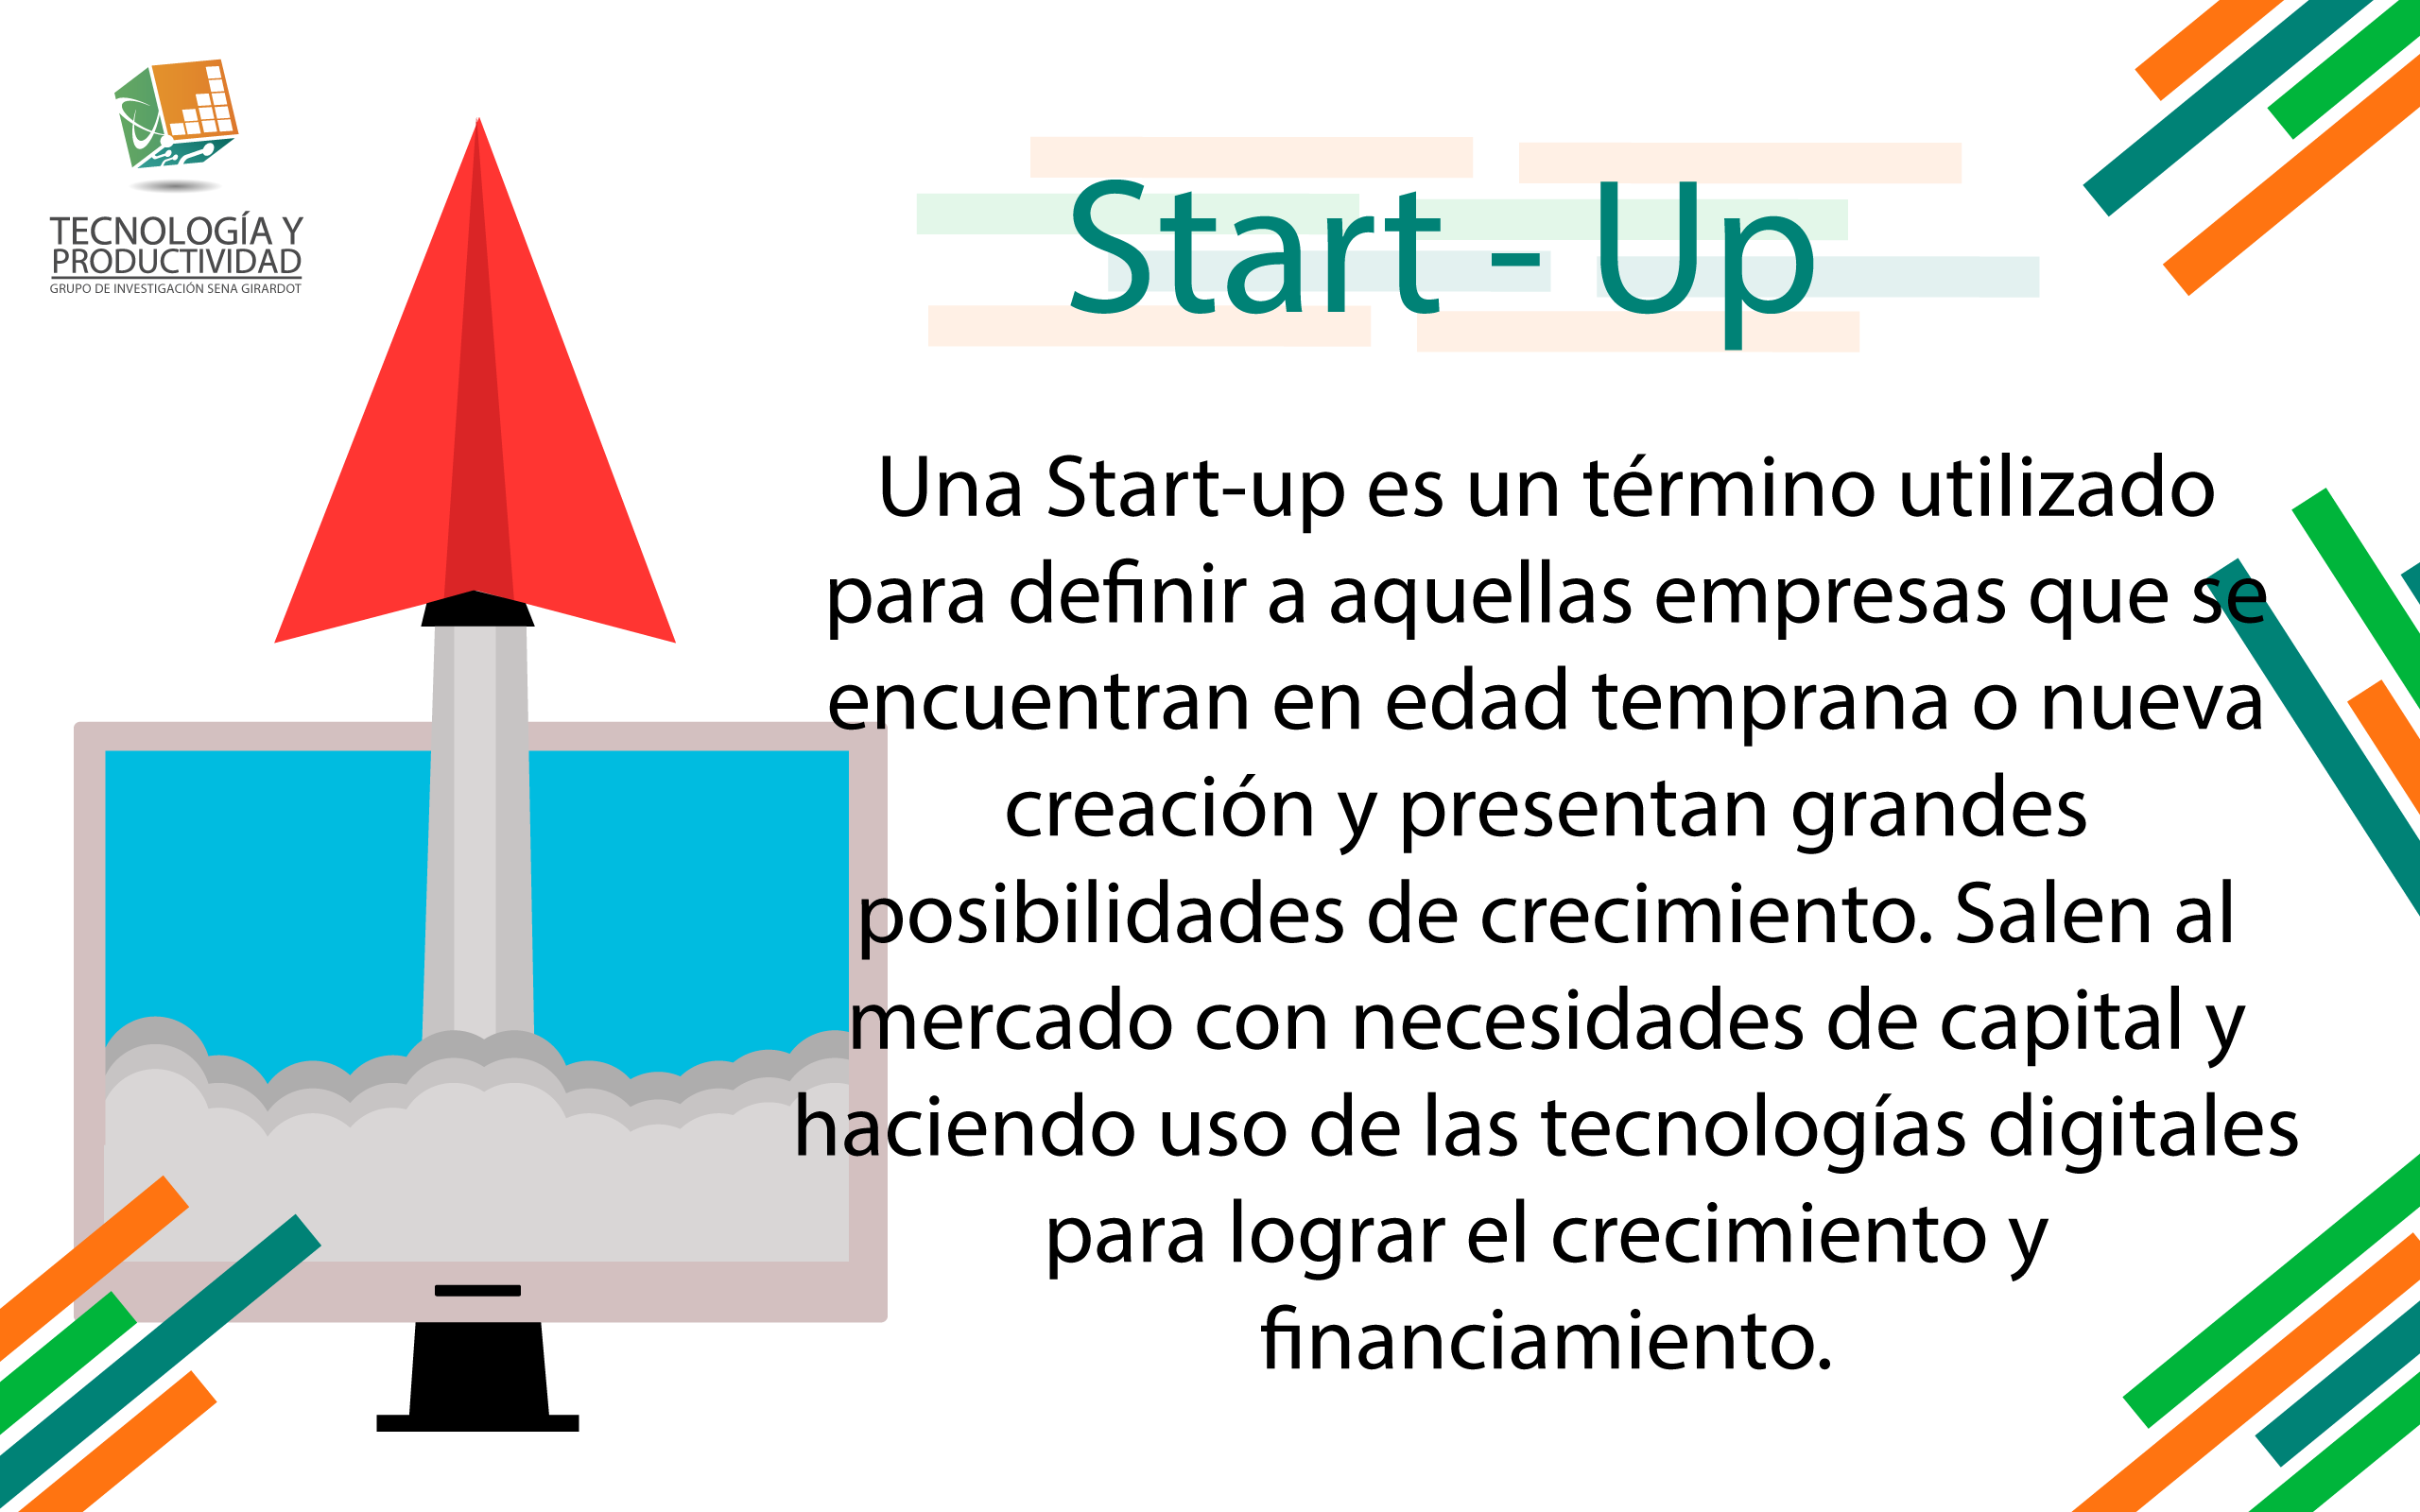 TECNOLOGÍA Y
PRODUCTIVIDAD
GRUPO DE INVESTIGACIÓN SENA GIRARDOT
Start - Up
Una Start-up es un término utilizado
para definir a aquellas empresas que se
encuentran en edad temprana o nueva
creación y presentan grandes
posibilidades de crecimiento. Salen al
mercado con necesidades de capital y
haciendo uso de las tecnologías digitales
para lograr el crecimiento y
financiamiento.